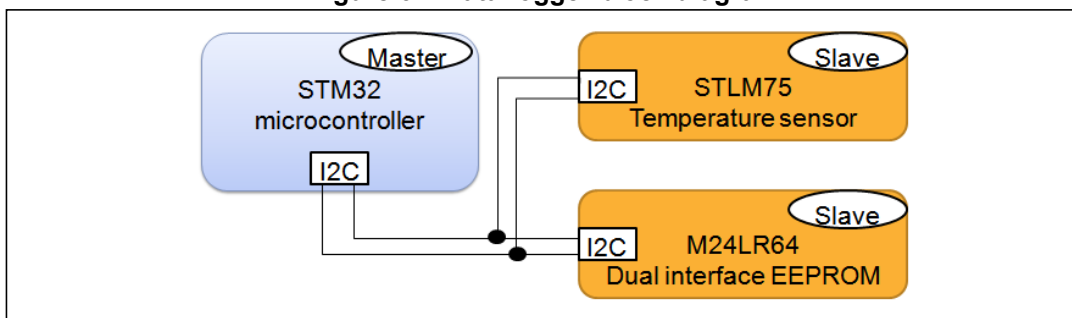 Master
STM32
microcontroller
I2C
Slave
I2C
STLM75
Temperature sensor
Slave
I2C
M24LR64
Dual interface EEPROM